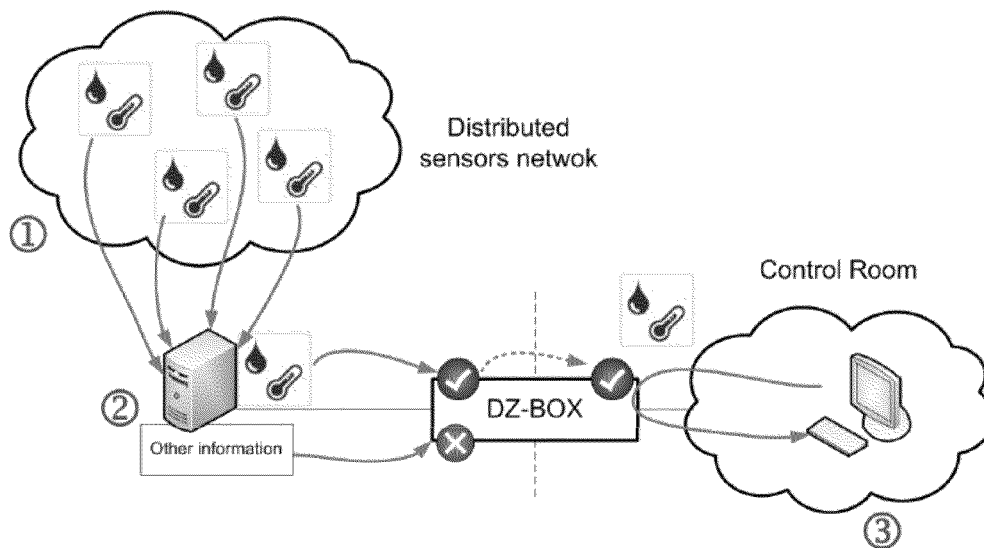 Distributed
sensors netwok
①
Control Room
②
DZ-BOX
Other information
③